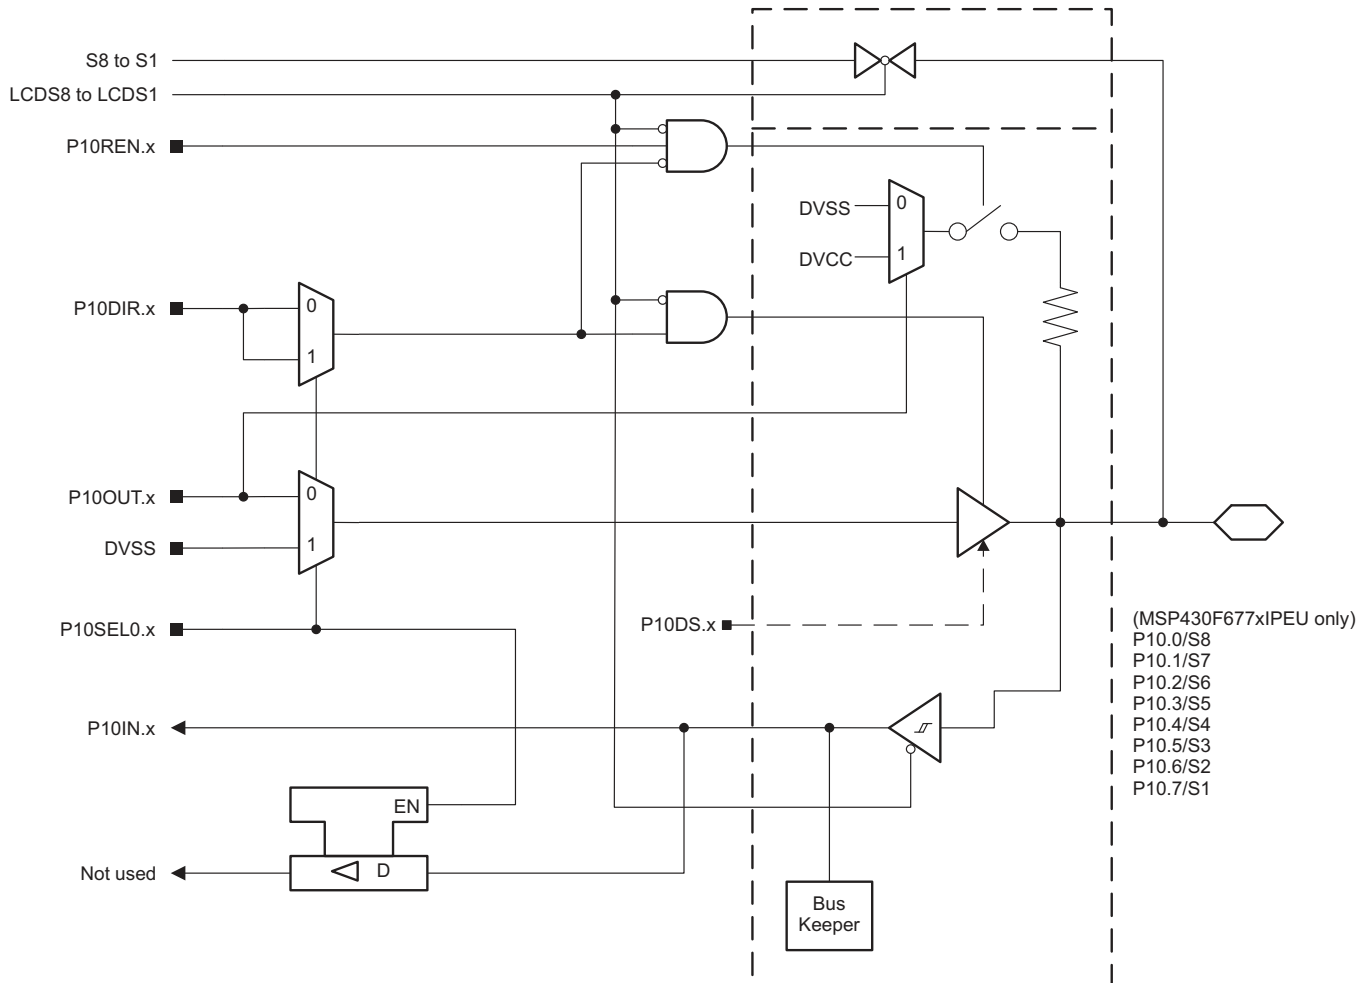 S8 to S1
LCDS8 to LCDS1
P10REN.x
DVSS
0
DVCC
1
P10DIR.x
0
1
P10OUT.x
0
DVSS
1
P10SEL0.x
P10DS.x
(MSP430F677xIPEU only)
P10.0/S8
P10.1/S7
P10.2/S6
P10.3/S5
P10.4/S4
P10.5/S3
P10.6/S2
P10.7/S1
P10IN.x
EN
Not used
D
Bus
Keeper